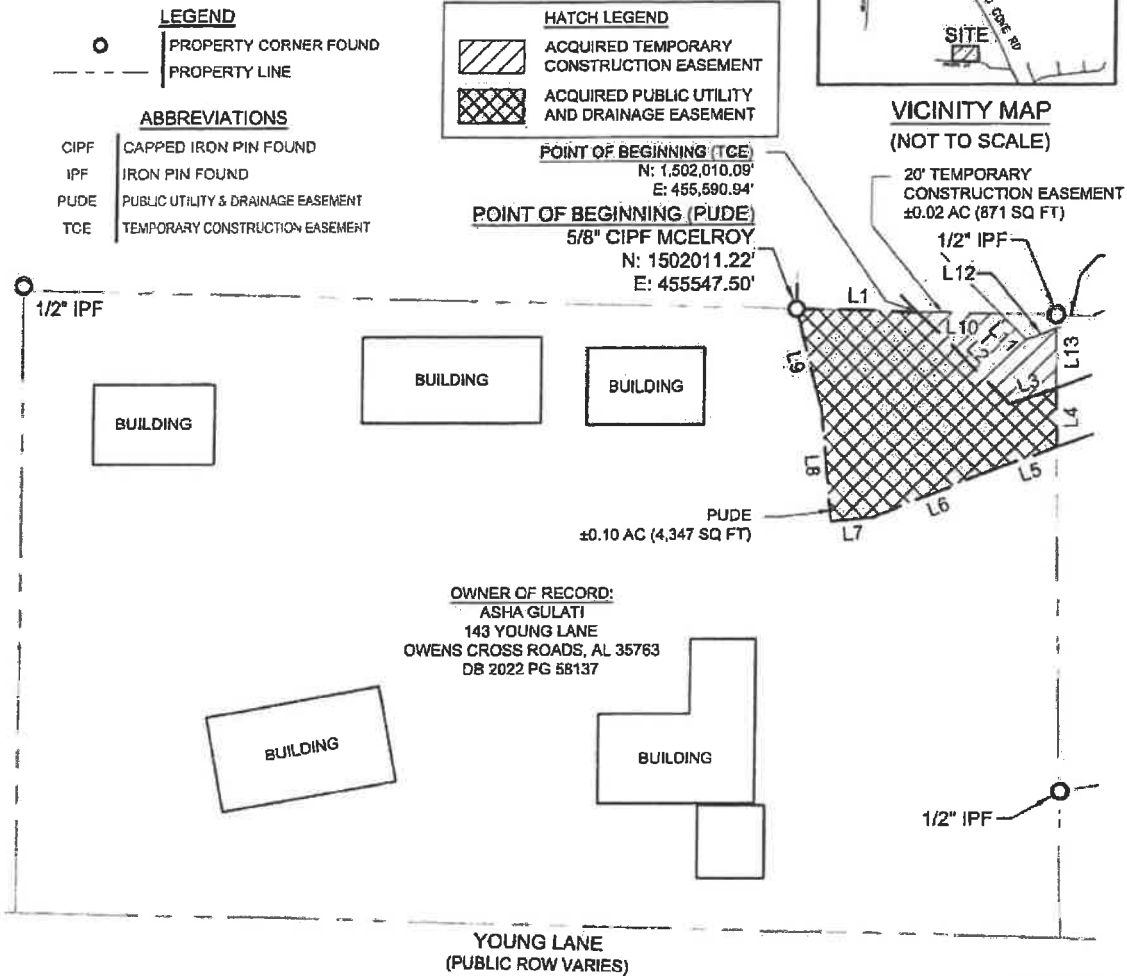 LEGEND
PROPERTY CORNER FOUND
PROPERTY LINE
ABBREVIATIONS
CIPF CAPPED IRON PIN FOUND
IPF IRON PIN FOUND
PUDE PUBLIC UTILITY & DRAINAGE EASEMENT
TCE TEMPORARY CONSTRUCTION EASEMENT
HATCH LEGEND
ACQUIRED TEMPORARY
CONSTRUCTION EASEMENT
ACQUIRED PUBLIC UTILITY
AND DRAINAGE EASEMENT
COVE RD
SITE
VICINITY MAP
(NOT TO SCALE)
POINT OF BEGINNING (TCE)
N: 1,502,010.09'
E: 455,590.94'
POINT OF BEGINNING (PUDE)
5/8" CIPF MCELROY
N: 1502011.22'
E: 455547.50'
20' TEMPORARY
CONSTRUCTION EASEMENT
±0.02 AC (871 SQ FT)
1/2" IPF
L12
1/2" IPF
L1
L10
L13
L9
L3
L4
L8
L5
L6
L7
BUILDING
BUILDING
BUILDING
PUDE
±0.10 AC (4,347 SQ FT)
OWNER OF RECORD:
ASHA GULATI
143 YOUNG LANE
OWENS CROSS ROADS, AL 35763
DB 2022 PG 58137
BUILDING
BUILDING
1/2" IPF
YOUNG LANE
(PUBLIC ROW VARIES)